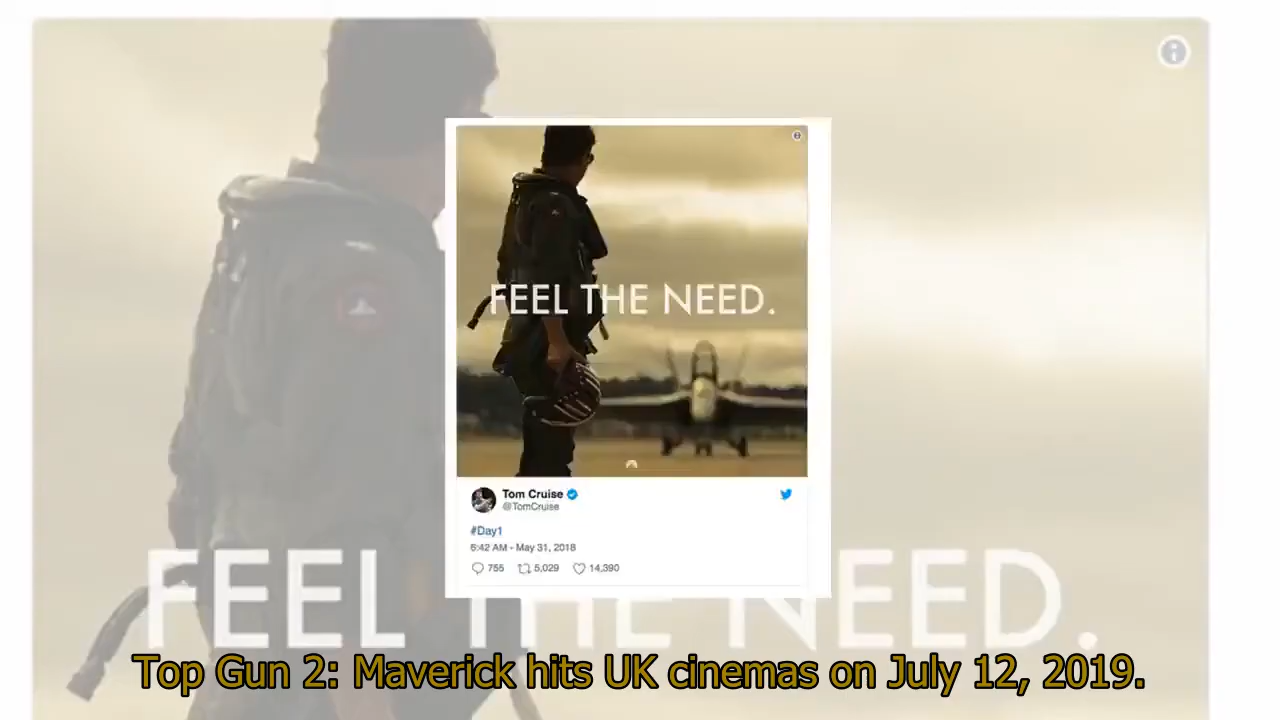 FEEL THE NEED.
Tom Cruise
@TomCruise
#Day1
6:42 AM - May 31, 2018
755 5,029 14,390
FEEL THE NEED.
Top Gun 2: Maverick hits UK cinemas on July 12, 2019.